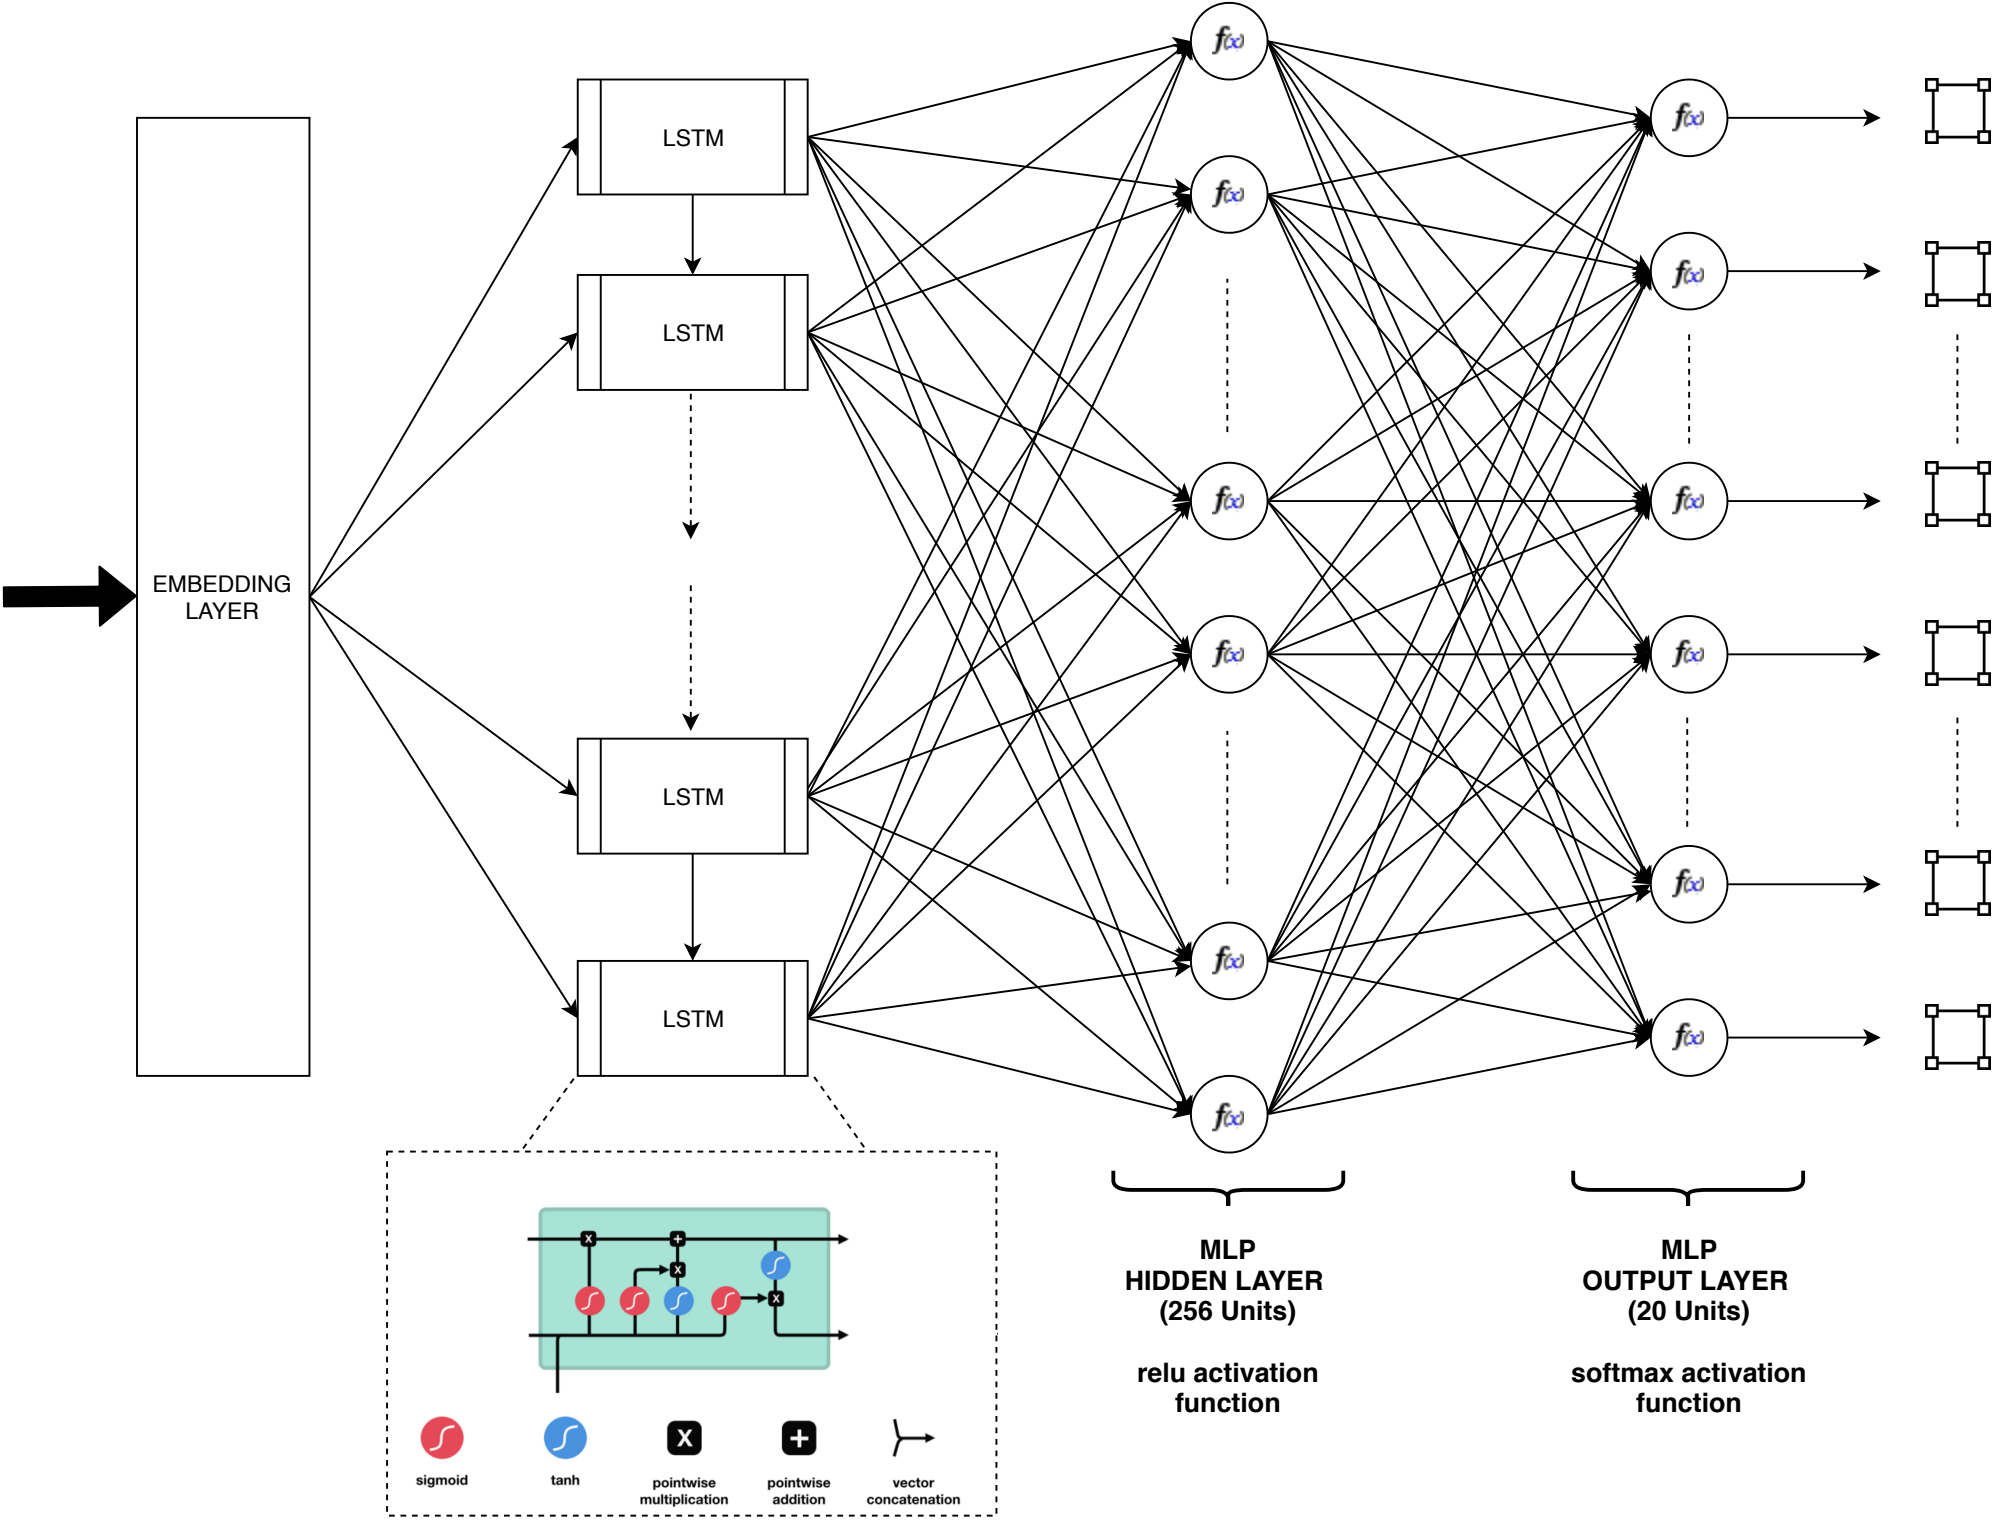 EMBEDDING
LAYER
LSTM
LSTM
LSTM
LSTM
f(x)
f(x)
f(x)
f(x)
f(x)
f(x)
f(x)
f(x)
f(x)
f(x)
f(x)
f(x)
MLP
HIDDEN LAYER
(256 Units)
relu activation
function
MLP
OUTPUT LAYER
(20 Units)
softmax activation
function
X
+
X
X
X
+
sigmoid
tanh
pointwise
multiplication
pointwise
addition
vector
concatenation